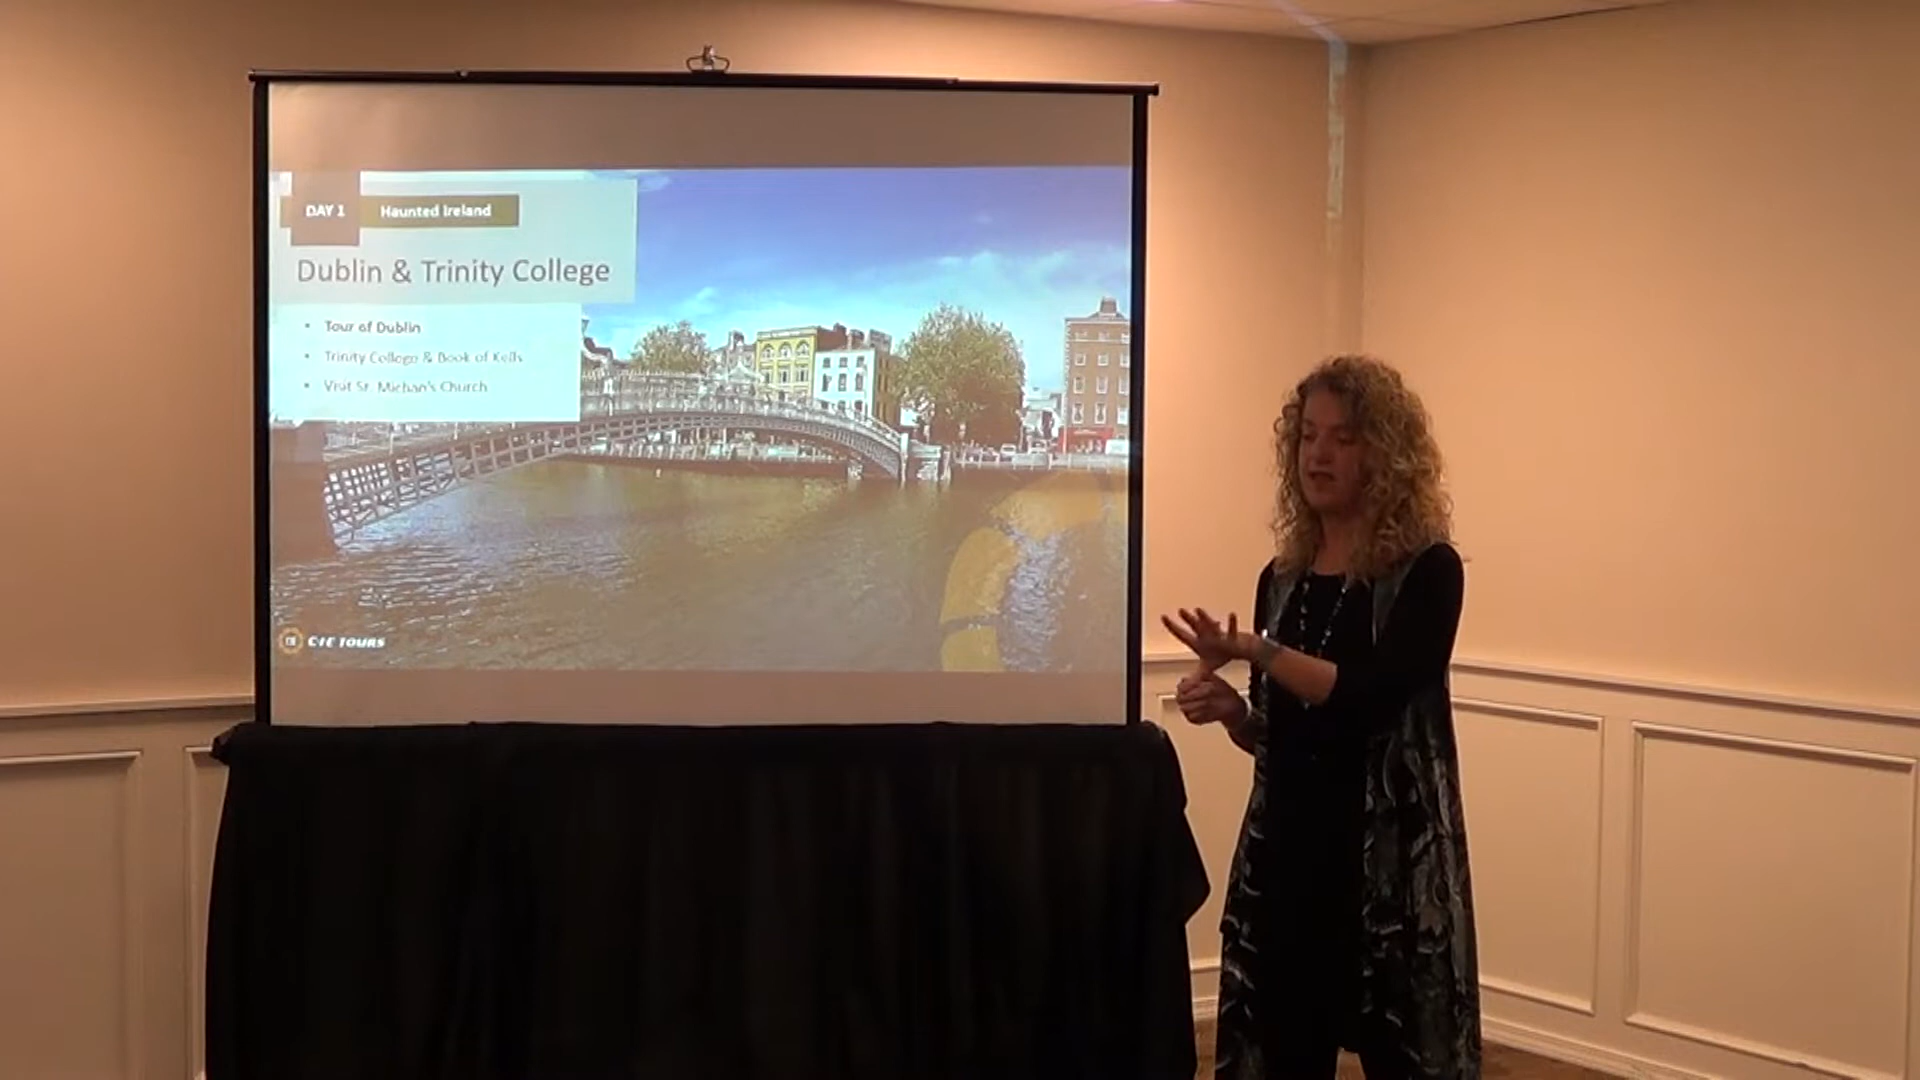 DAY 1 Haunted Ireland
Dublin & Trinity College
• Tour of Dublin
• Trinity College & Book of Kells
• Visit St. Michan's Church
CIE TOURS